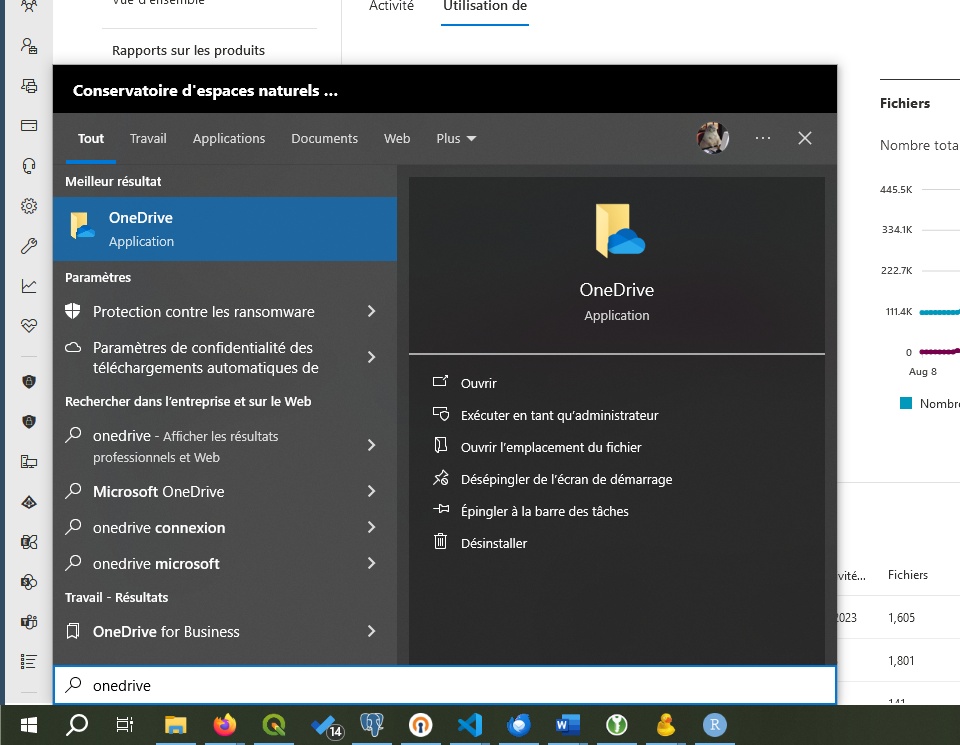 Vue d'ensemble
Activité
Utilisation de
Rapports sur les produits
Conservatoire d'espaces naturels ...
Tout
Travail
Applications
Documents
Web
Plus
Meilleur résultat
OneDrive
Application
Paramètres
Protection contre les ransomware
Paramètres de confidentialité des
téléchargements automatiques de
Rechercher dans l'entreprise et sur le Web
onedrive - Afficher les résultats
professionnels et Web
Microsoft OneDrive
onedrive connexion
onedrive microsoft
Travail - Résultats
OneDrive for Business
onedrive
OneDrive
Application
Ouvrir
Exécuter en tant qu'administrateur
Ouvrir l'emplacement du fichier
Désépingler de l'écran de démarrage
Épingler à la barre des tâches
Désinstaller
Fichiers
Nombre tota
445.5K
334.1K
222.7K
111.4K
0
Aug 8
Nombre
vité...
Fichiers
2023
1,605
1,801
141
14
R